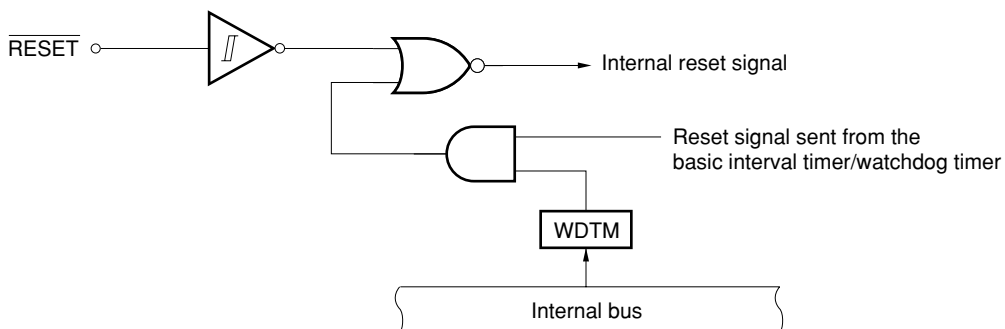 RESET
Internal reset signal
Reset signal sent from the
basic interval timer/watchdog timer
WDTM
Internal bus